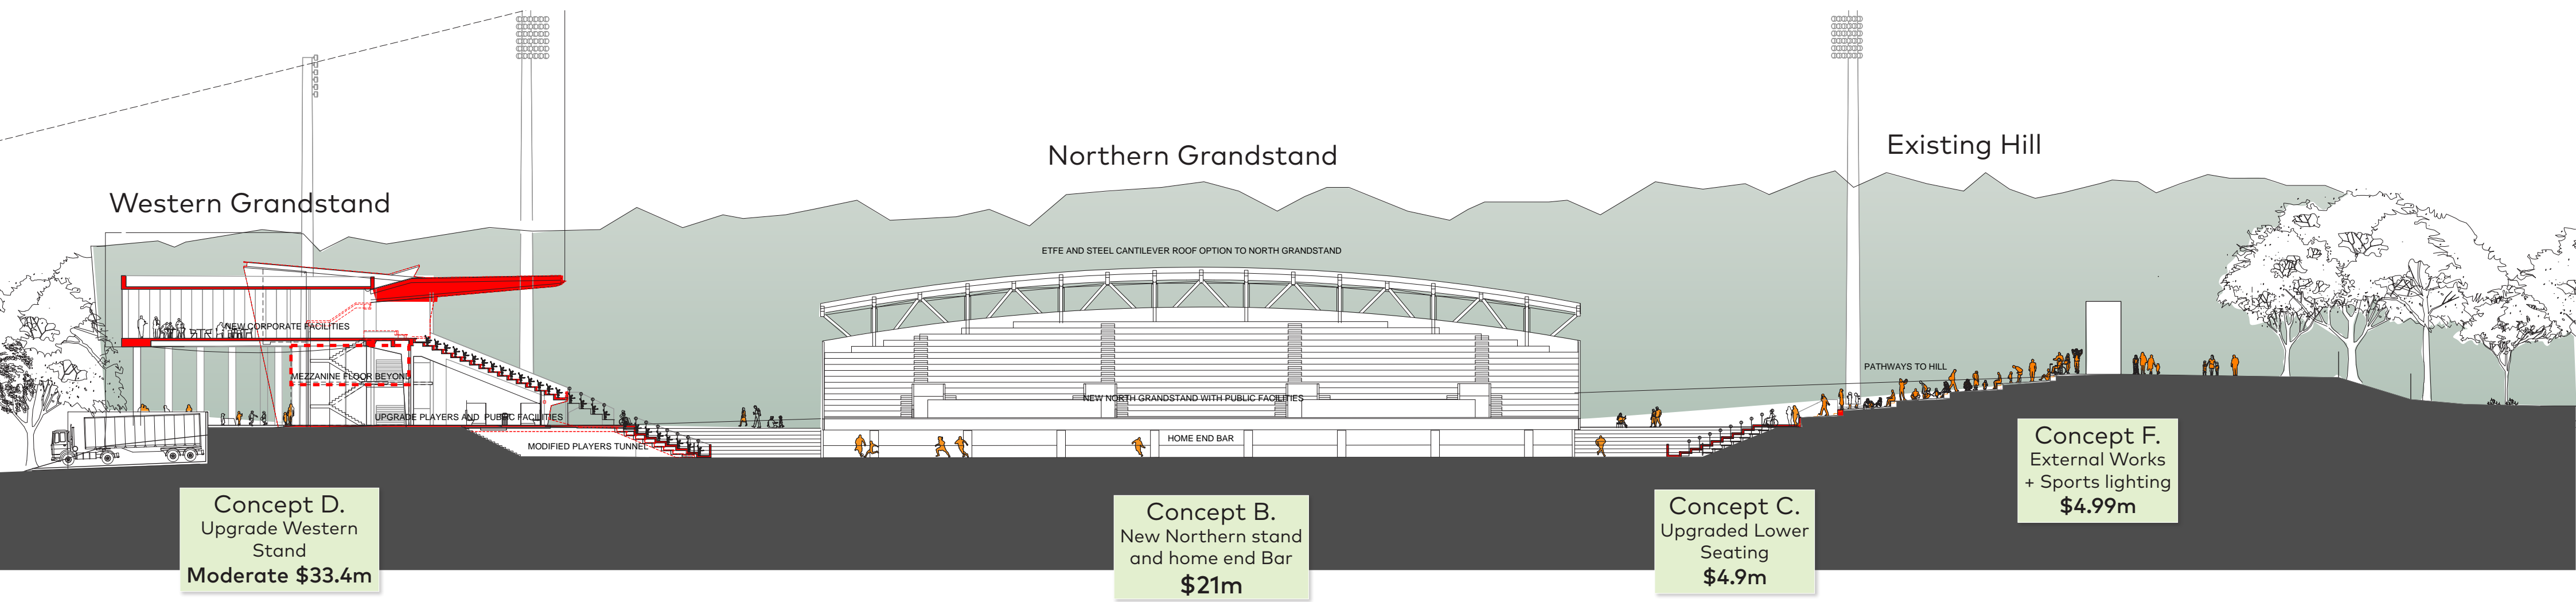 Western Grandstand
Northern Grandstand
Existing Hill
ETFE AND STEEL CANTILEVER ROOF OPTION TO NORTH GRANDSTAND
NEW CORPORATE FACILITIES
MEZZANINE FLOOR BEYOND
UPGRADE PLAYERS AND PUBLIC FACILITIES
MODIFIED PLAYERS TUNNEL
NEW NORTH GRANDSTAND WITH PUBLIC FACILITIES
HOME END BAR
PATHWAYS TO HILL
Concept D.
Upgrade Western
Stand
Moderate $33.4m
Concept B.
New Northern stand
and home end Bar
$21m
Concept C.
Upgraded Lower
Seating
$4.9m
Concept F.
External Works
+ Sports lighting
$4.99m